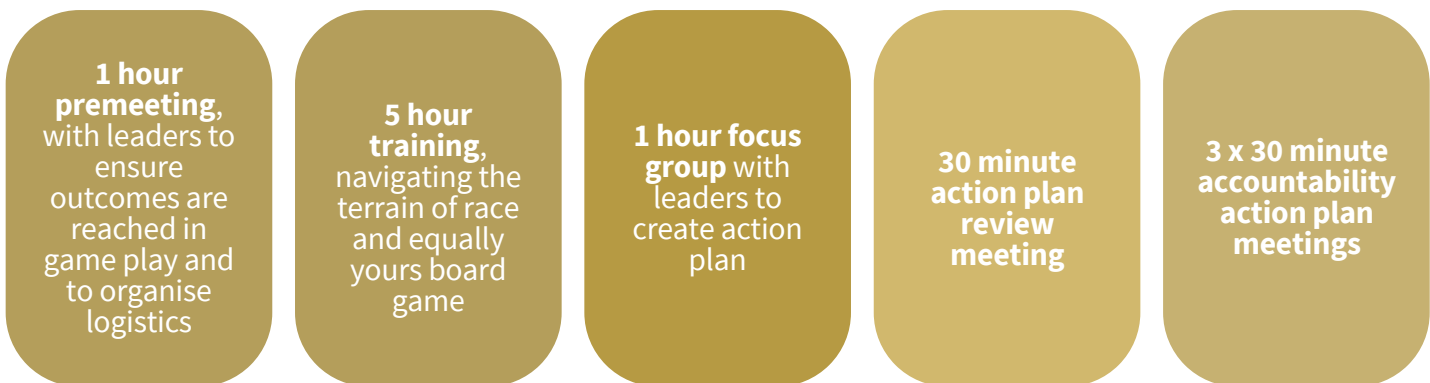 1 hour
premeeting,
with leaders to
ensure
outcomes are
reached in
game play and
to organise
logistics
5 hour
training,
navigating the
terrain of race
and equally
yours board
game
1 hour focus
group with
leaders to
create action
plan
30 minute
action plan
review
meeting
3 x 30 minute
accountability
action plan
meetings